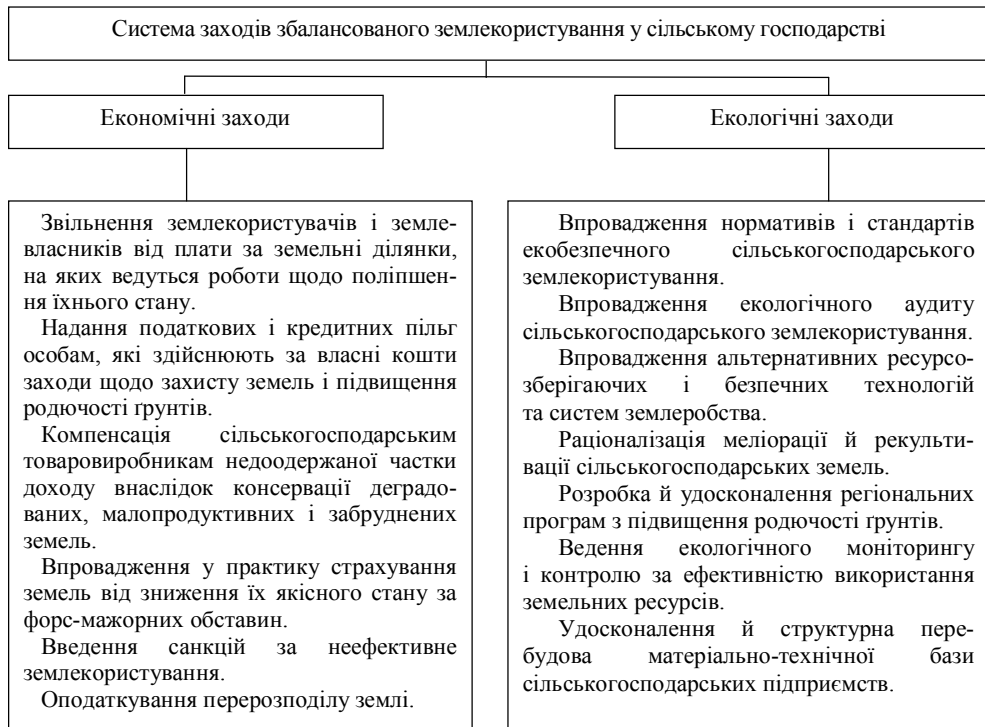 Система заходів збалансованого землекористування у сільському господарстві
Економічні заходи
Екологічні заходи
Звільнення землекористувачів і земле-
власників від плати за земельні ділянки,
на яких ведуться роботи щодо поліпшен-
ня їхнього стану.
Надання податкових і кредитних пільг
особам, які здійснюють за власні кошти
заходи щодо захисту земель і підвищення
родючості ґрунтів.
Компенсація сільськогосподарським
товаровиробникам недоодержаної частки
доходу внаслідок консервації деградо-
ваних, малопродуктивних і забруднених
земель.
Впровадження у практику страхування
земель від зниження їх якісного стану за
форс-мажорних обставин.
Введення санкцій за неефективне
землекористування.
Оподаткування перерозподілу землі.
Впровадження нормативів і стандартів
екобезпечного сільськогосподарського
землекористування.
Впровадження екологічного аудиту
сільськогосподарського землекористування.
Впровадження альтернативних ресурсо-
зберігаючих і безпечних технологій
та систем землеробства.
Раціоналізація меліорації й рекульти-
вації сільськогосподарських земель.
Розробка й удосконалення регіональних
програм з підвищення родючості ґрунтів.
Ведення екологічного моніторингу
і контролю за ефективністю використання
земельних ресурсів.
Удосконалення й структурна пере-
будова матеріально-технічної бази
сільськогосподарських підприємств.